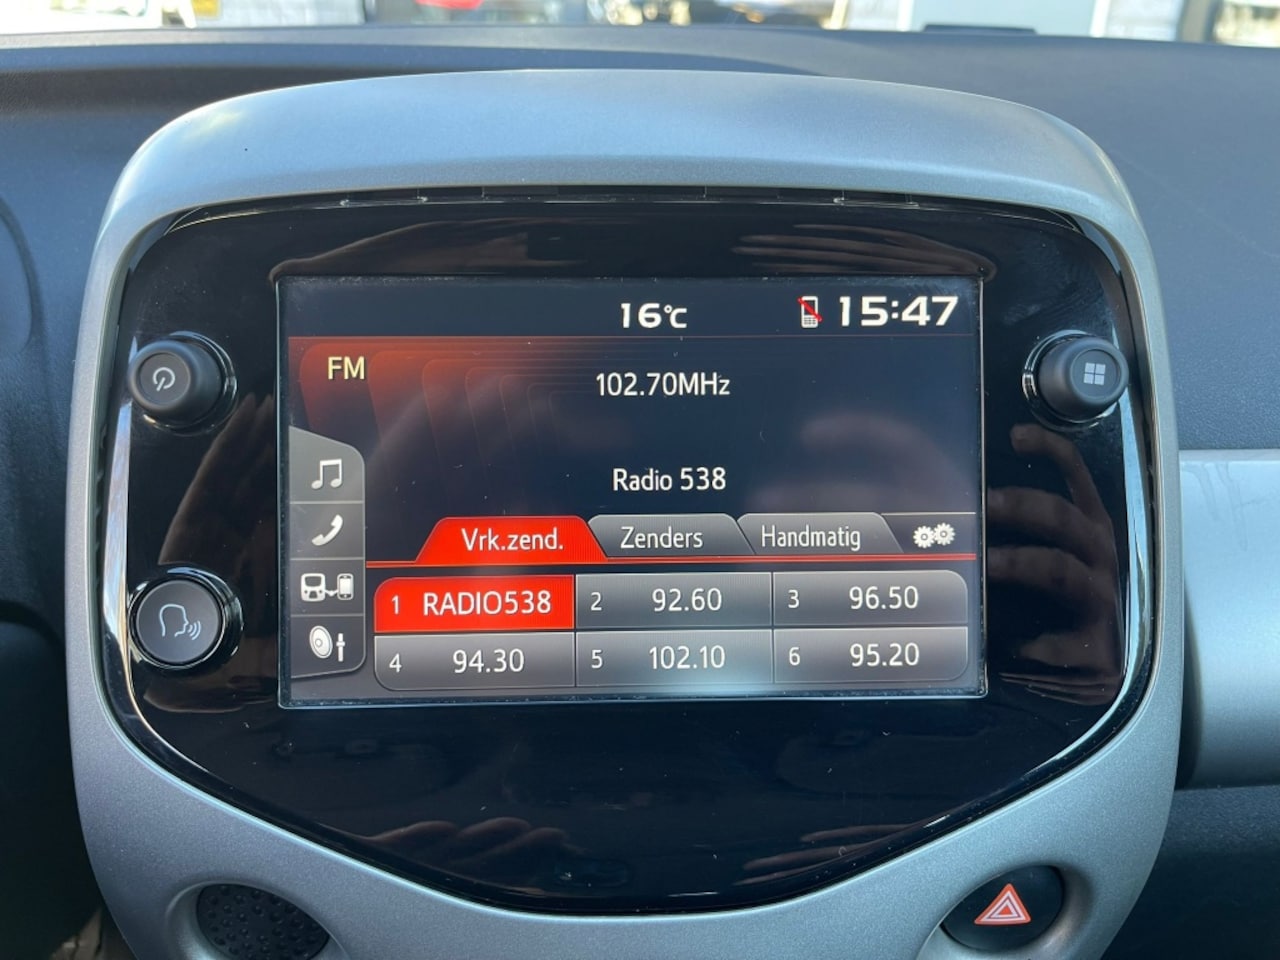 16°C 15:47
FM
102.70MHz
Radio 538
Vrk.zend. Zenders Handmatig
1 RADIO538 2 92.60 3 96.50
4 94.30 5 102.10 6 95.20